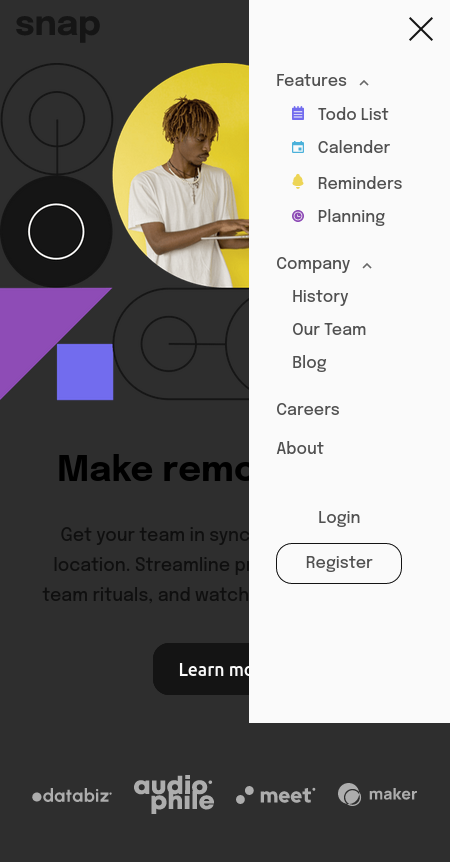 snap
Features
Todo List
Calender
Reminders
Planning
Company
History
Our Team
Blog
Careers
About
Login
Register
Make remo
Get your team in sync
location. Streamline pr
team rituals, and watch
Learn mo
databiz
audiophile
meet
maker